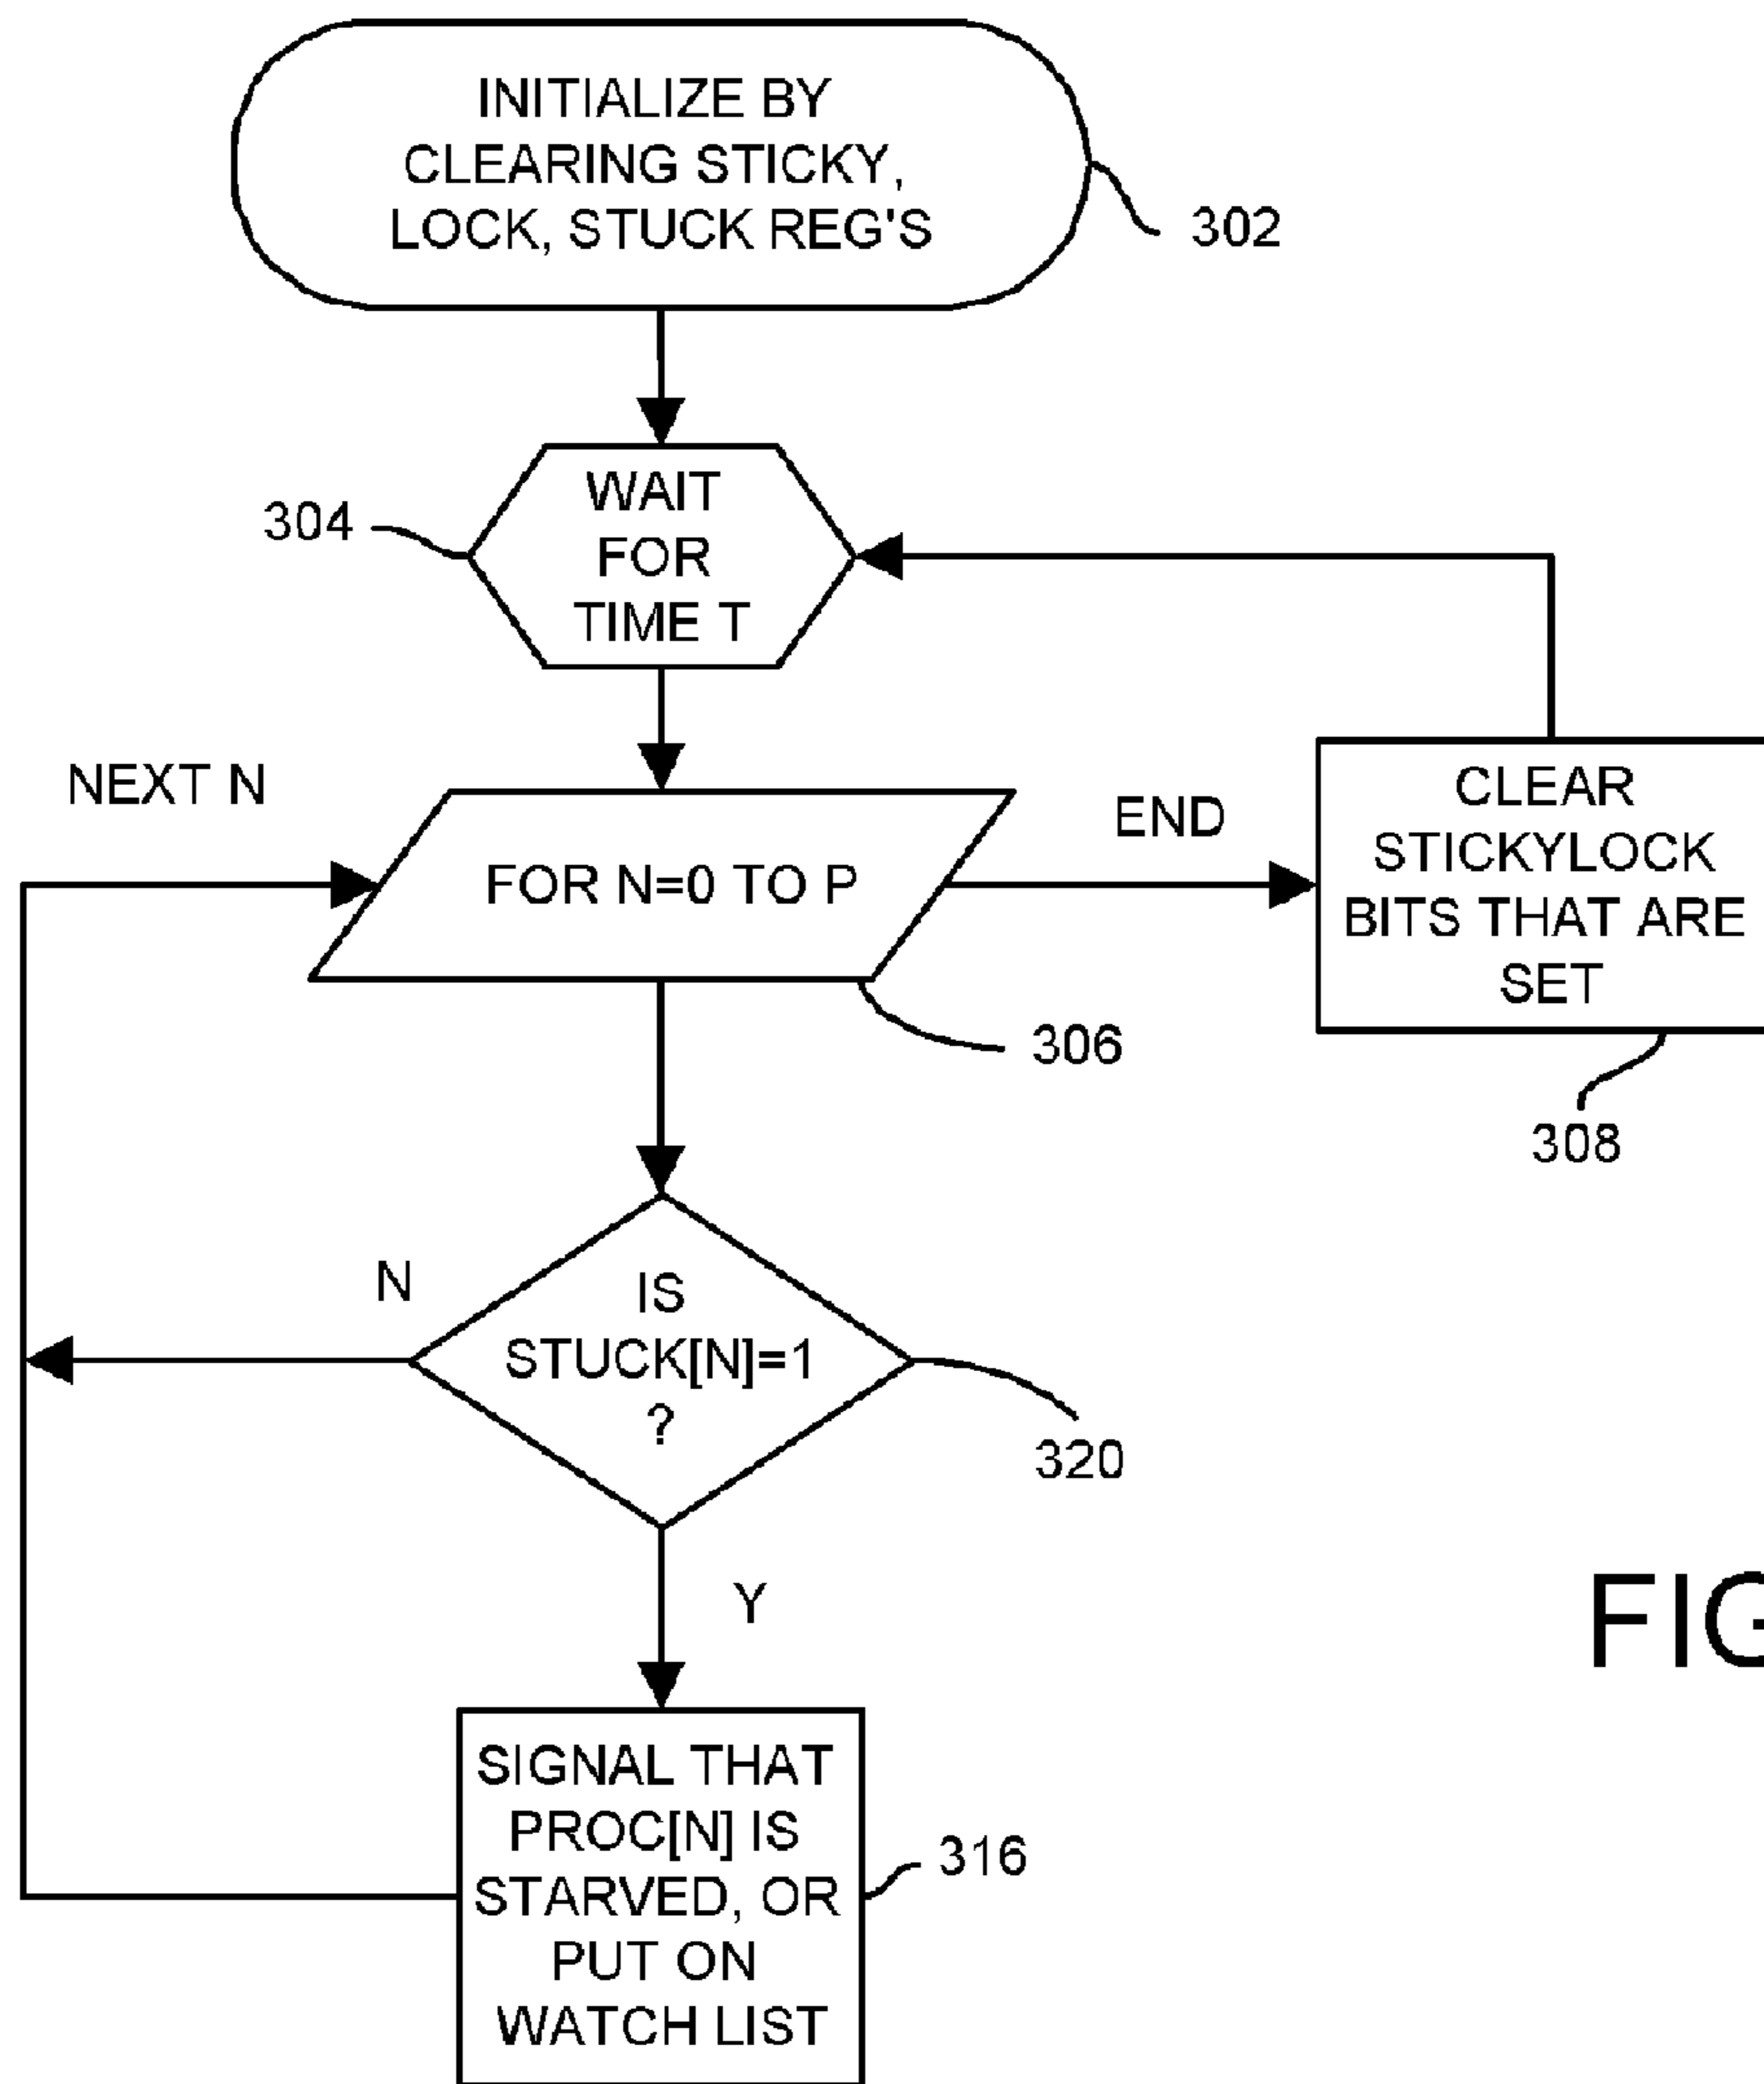 INITIALIZE BY
CLEARING STICKY,
LOCK, STUCK REG'S
302
WAIT
FOR
TIME T
304
NEXT N
FOR N=0 TO P
END
CLEAR
STICKYLOCK
BITS THAT ARE
SET
306
308
N
IS
STUCK[N]=1
?
320
Y
FIG
SIGNAL THAT
PROC[N] IS
STARVED, OR
PUT ON
WATCH LIST
316